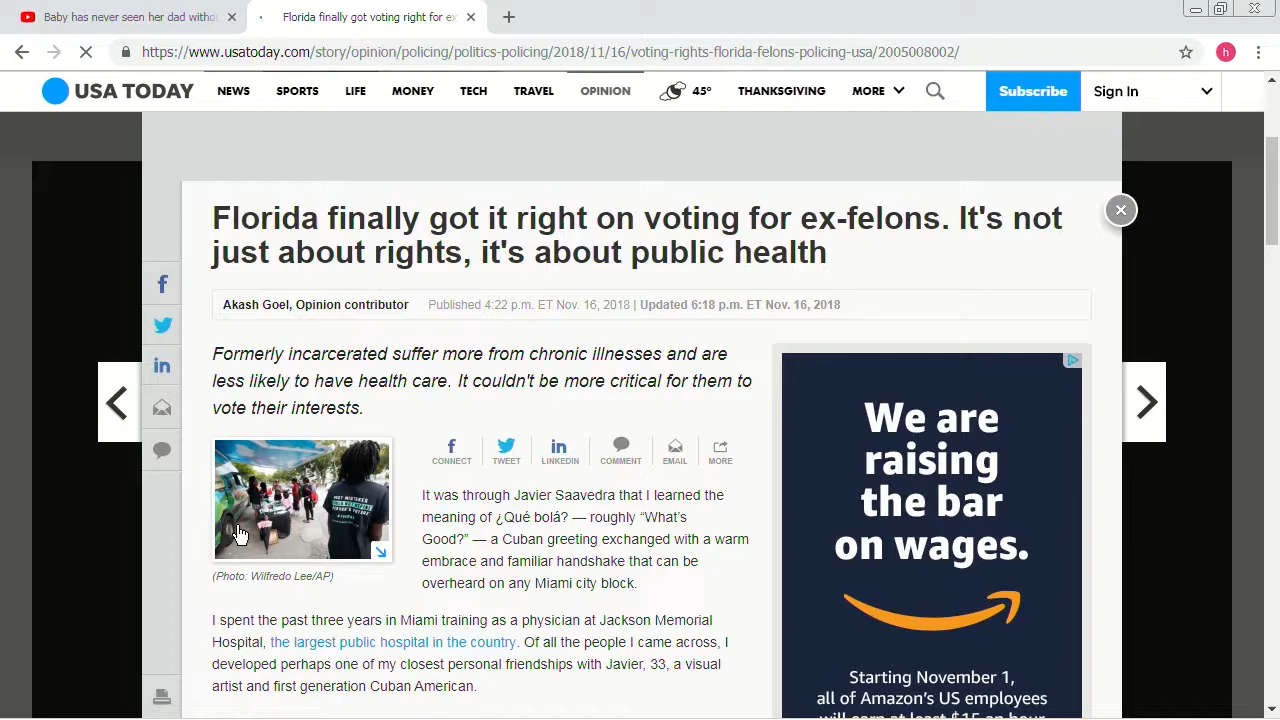 Baby has never seen her dad witho
Florida finally got voting right for ex
https://www.usatoday.com/story/opinion/policing/politics-policing/2018/11/16/voting-rights-florida-felons-policing-usa/2005008002/
h
USA TODAY
NEWS SPORTS LIFE MONEY TECH TRAVEL OPINION 45° THANKSGIVING MORE
Subscribe
Sign In
Florida finally got it right on voting for ex-felons. It's not
just about rights, it's about public health
Akash Goel, Opinion contributor Published 4:22 p.m. ET Nov. 16, 2018 | Updated 6:18 p.m. ET Nov. 16, 2018
Formerly incarcerated suffer more from chronic illnesses and are
less likely to have health care. It couldn't be more critical for them to
vote their interests.
CONNECT TWEET LINKEDIN COMMENT EMAIL MORE
It was through Javier Saavedra that I learned the
meaning of ¿Qué bolá? — roughly “What’s
Good?” — a Cuban greeting exchanged with a warm
embrace and familiar handshake that can be
overheard on any Miami city block.
(Photo: Wilfredo Lee/AP)
I spent the past three years in Miami training as a physician at Jackson Memorial
Hospital, the largest public hospital in the country. Of all the people I came across, I
developed perhaps one of my closest personal friendships with Javier, 33, a visual
artist and first generation Cuban American.
We are
raising
the bar
on wages.
Starting November 1,
all of Amazon's US employees
will earn at least $15 an hour